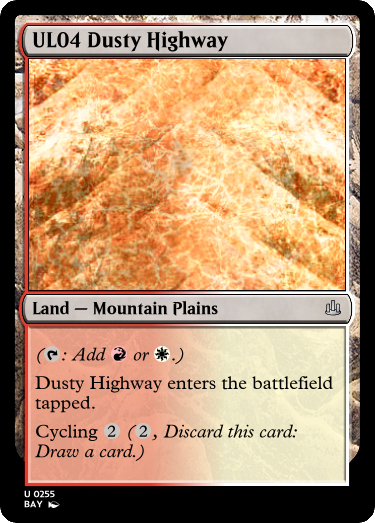 UL04 Dusty Highway
Land — Mountain Plains
(: Add or .)
Dusty Highway enters the battlefield
tapped.
Cycling 2 (2, Discard this card:
Draw a card.)
U 0255
BAY